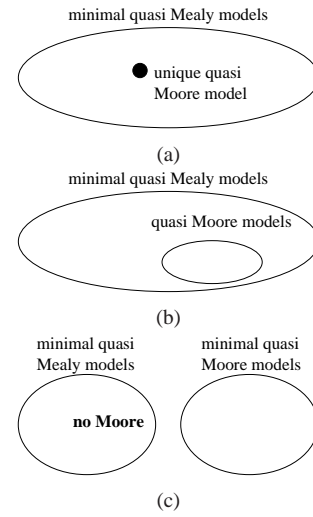 minimal quasi Mealy models
unique quasi
Moore model
(a)
minimal quasi Mealy models
quasi Moore models
(b)
minimal quasi
Mealy models
no Moore
minimal quasi
Moore models
(c)